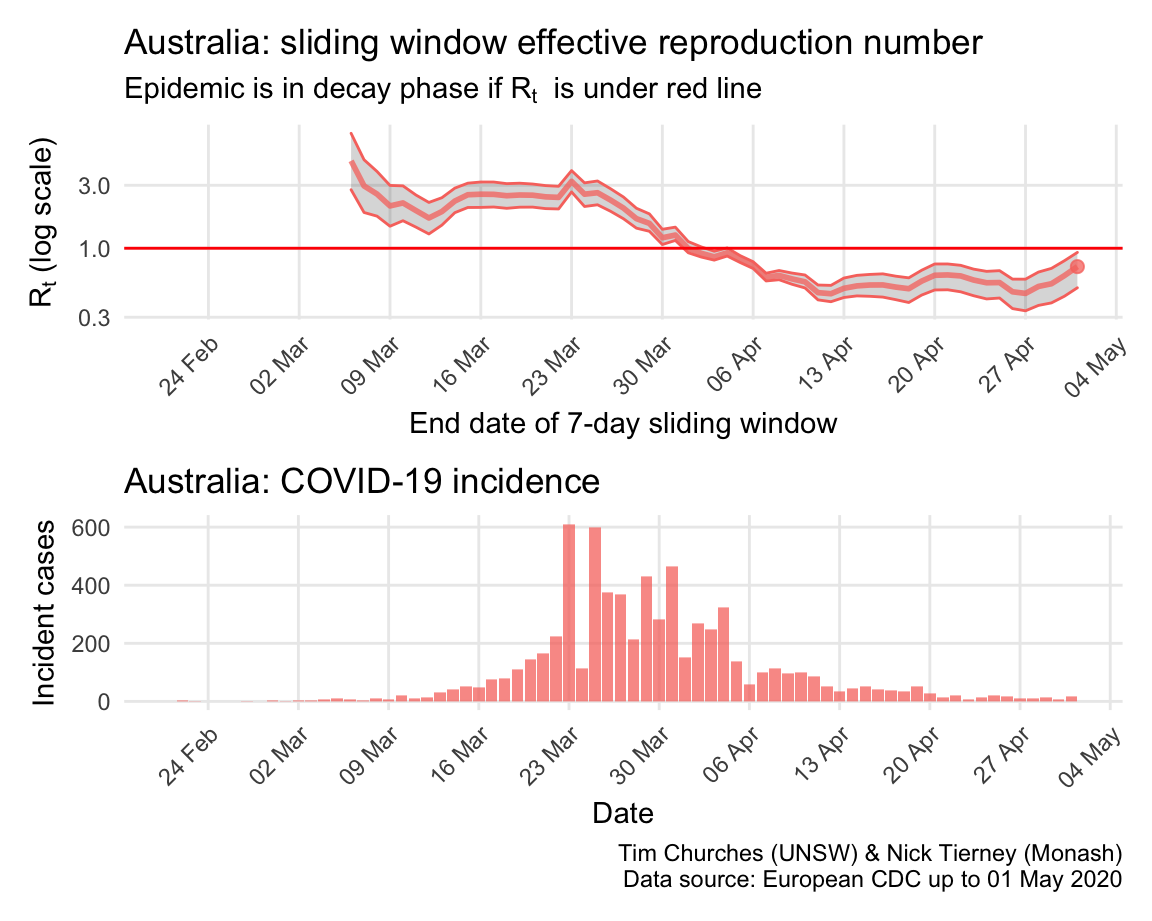 Australia: sliding window effective reproduction number
Epidemic is in decay phase if Rt is under red line
Rt (log scale)
3.0
1.0
0.3
24 Feb
02 Mar
09 Mar
16 Mar
23 Mar
30 Mar
06 Apr
13 Apr
20 Apr
27 Apr
04 May
End date of 7-day sliding window
Australia: COVID-19 incidence
Incident cases
600
400
200
0
24 Feb
02 Mar
09 Mar
16 Mar
23 Mar
30 Mar
06 Apr
13 Apr
20 Apr
27 Apr
04 May
Date
Tim Churches (UNSW) & Nick Tierney (Monash)
Data source: European CDC up to 01 May 2020